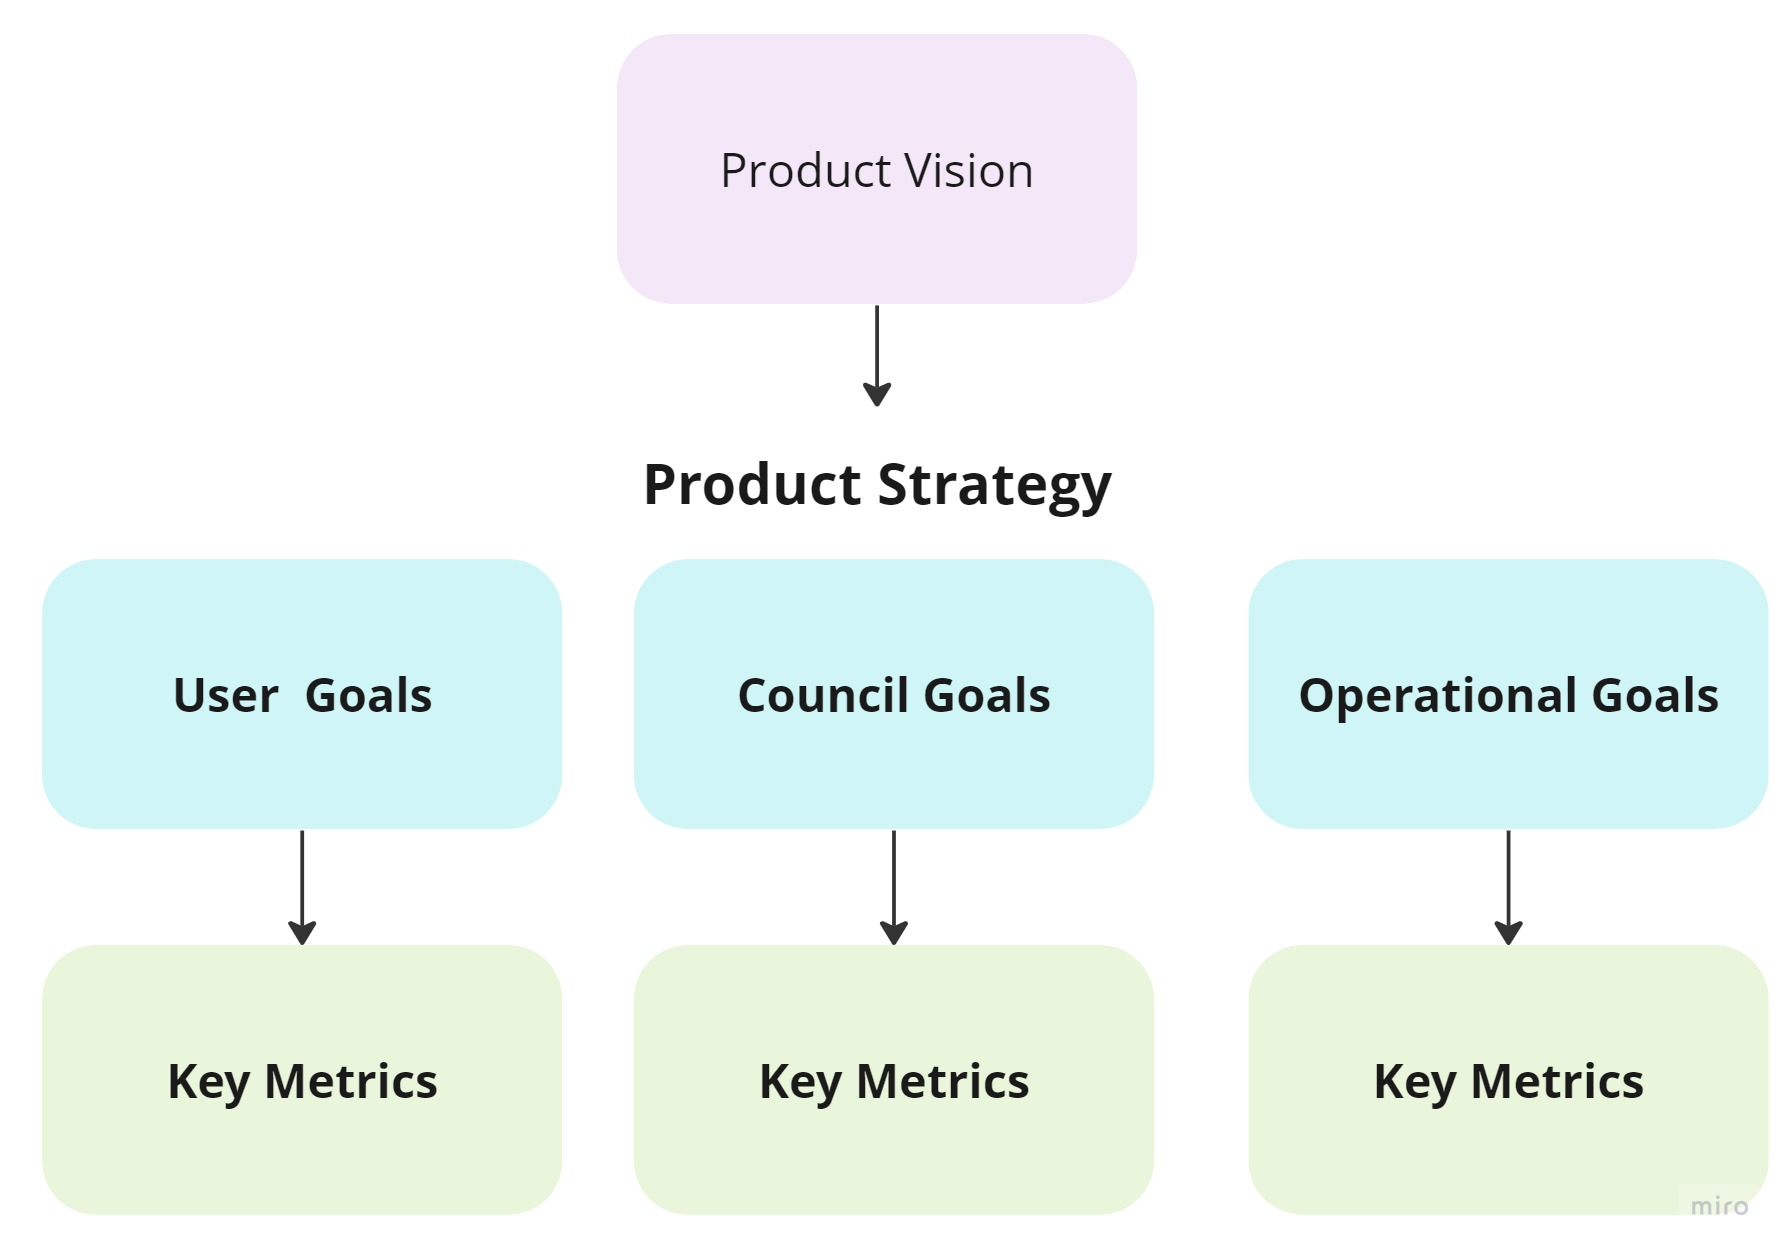 Product Vision
Product Strategy
User  Goals
Council Goals
Operational Goals
Key Metrics
Key Metrics
Key Metrics
miro